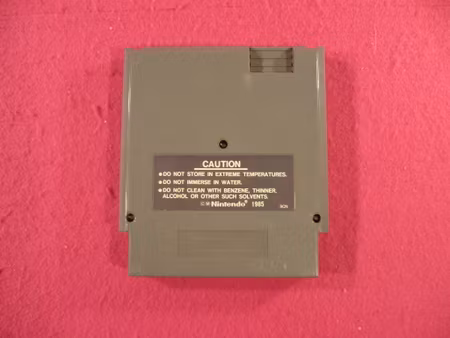 CAUTION
●DO NOT STORE IN EXTREME TEMPERATURES.
●DO NOT IMMERSE IN WATER.
●DO NOT CLEAN WITH BENZENE, THINNER,
ALCOHOL OR OTHER SUCH SOLVENTS.
Nintendo® 1985